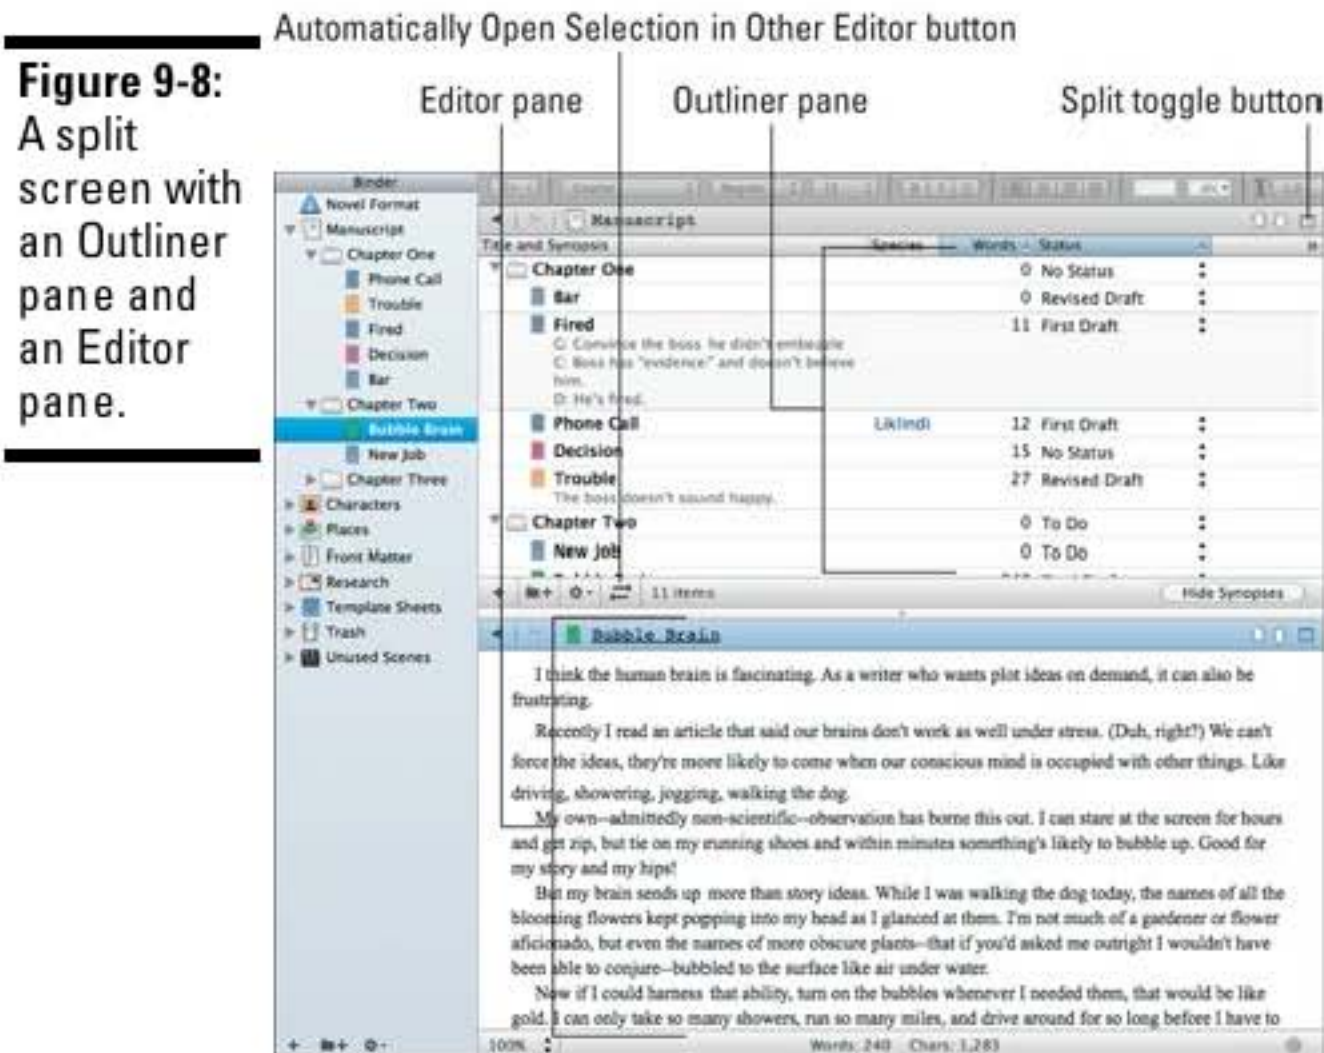 Automatically Open Selection in Other Editor button
Figure 9-8:
A split
screen with
an Outliner
pane and
an Editor
pane.
Editor pane
Outliner pane
Split toggle button
Binder
Novel Format
Manuscript
Chapter One
Phone Call
Trouble
Fired
Decision
Bar
Chapter Two
Bubble Brain
New Job
Chapter Three
Characters
Places
Front Matter
Research
Template Sheets
Trash
Unused Scenes
Manuscript
Title and Synopsis Species Words Status
Chapter One 0 No Status
Bar 0 Revised Draft
Fired 11 First Draft
G: Convince the boss he didn't embezzle
C: Boss has "evidence" and doesn't believe
him.
D: He's fired.
Phone Call Liklindi 12 First Draft
Decision 15 No Status
Trouble 27 Revised Draft
The boss doesn't sound happy.
Chapter Two 0 To Do
New Job 0 To Do
11 items Hide Synopses
Bubble Brain
I think the human brain is fascinating. As a writer who wants plot ideas on demand, it can also be
frustrating.
Recently I read an article that said our brains don't work as well under stress. (Duh, right?) We can't
force the ideas, they're more likely to come when our conscious mind is occupied with other things. Like
driving, showering, jogging, walking the dog.
My own--admittedly non-scientific--observation has borne this out. I can stare at the screen for hours
and get zip, but tie on my running shoes and within minutes something's likely to bubble up. Good for
my story and my hips!
But my brain sends up more than story ideas. While I was walking the dog today, the names of all the
blooming flowers kept popping into my head as I glanced at them. I'm not much of a gardener or flower
aficionado, but even the names of more obscure plants--that if you'd asked me outright I wouldn't have
been able to conjure--bubbled to the surface like air under water.
Now if I could harness that ability, turn on the bubbles whenever I needed them, that would be like
gold. I can only take so many showers, run so many miles, and drive around for so long before I have to
100% Words: 240 Chars: 1,283